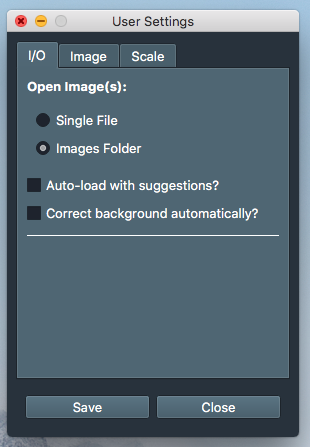 User Settings
I/O Image Scale
Open Image(s):
Single File
Images Folder
Auto-load with suggestions?
Correct background automatically?
Save Close